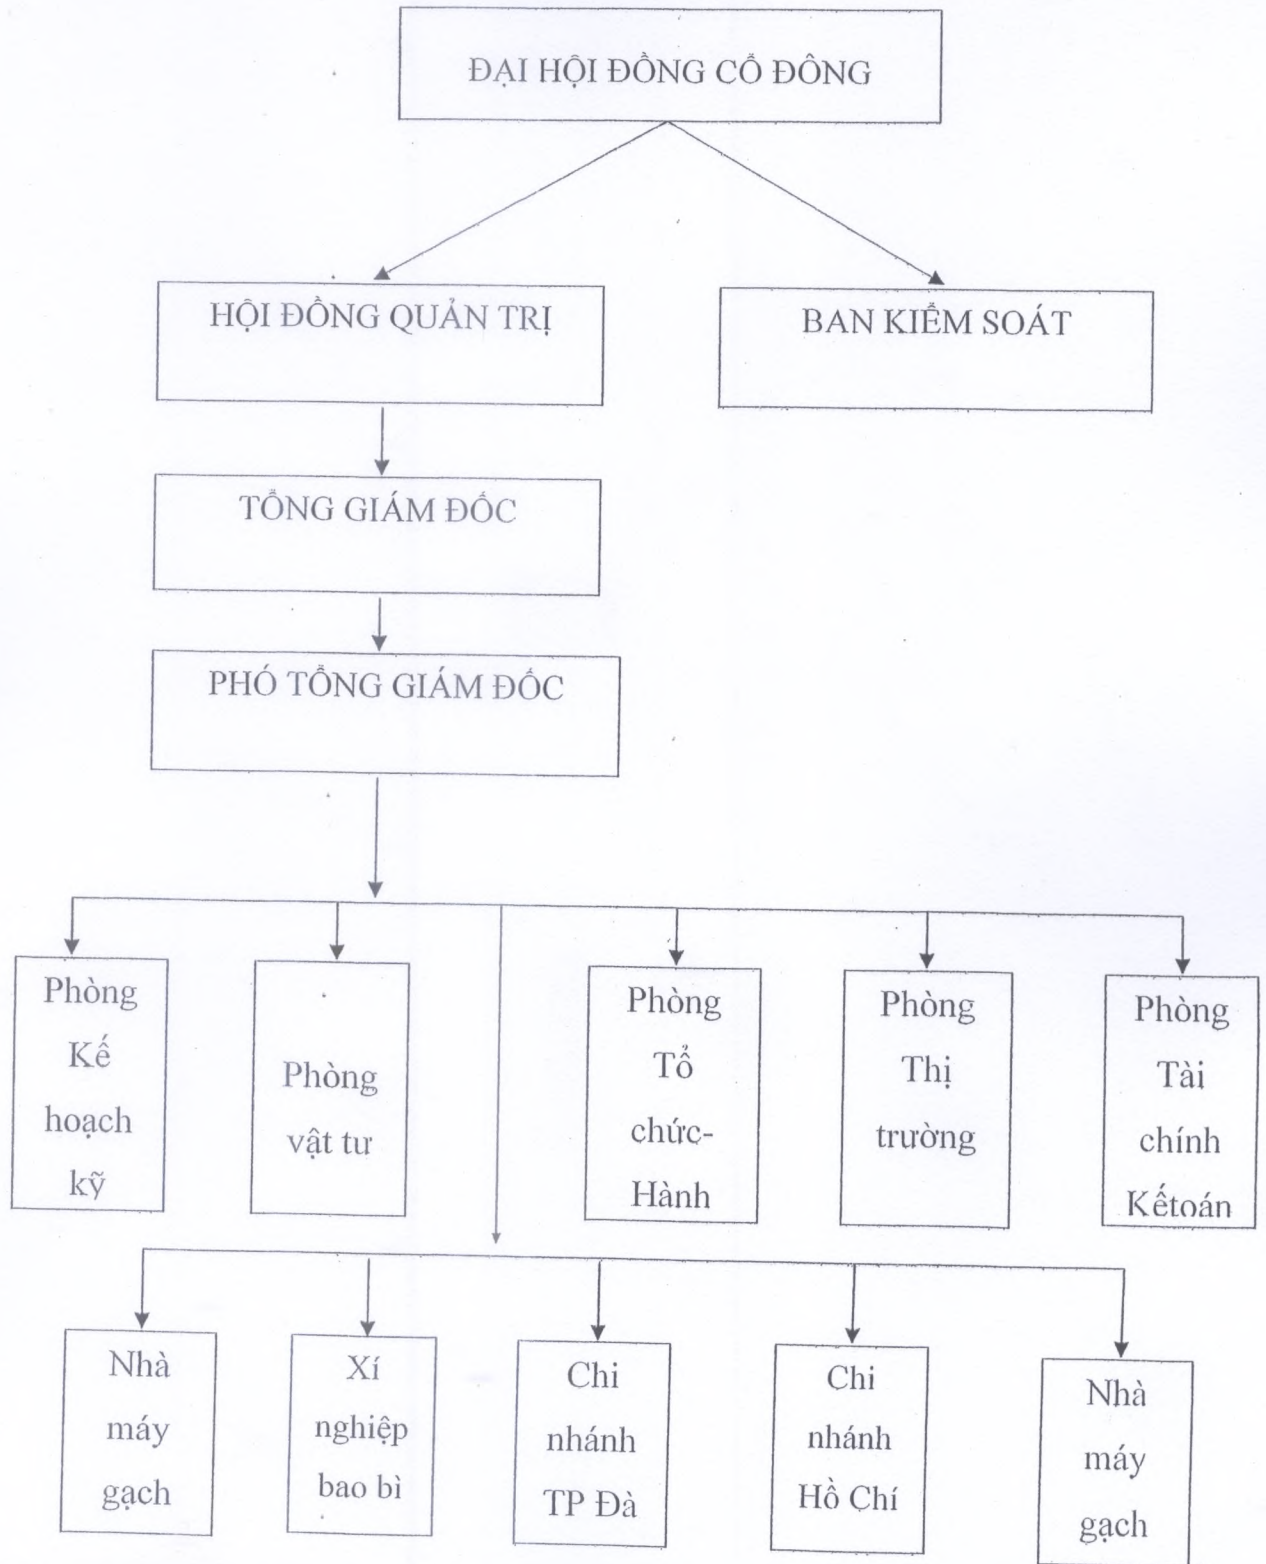 ĐẠI HỘI ĐỒNG CỔ ĐÔNG
HỘI ĐỒNG QUẢN TRỊ
BAN KIỂM SOÁT
TỔNG GIÁM ĐỐC
PHÓ TỔNG GIÁM ĐỐC
Phòng
Kế
hoạch
kỹ
Phòng
vật tư
Phòng
Tổ
chức-
Hành
Phòng
Thị
trường
Phòng
Tài
chính
Kếtoán
Nhà
máy
gạch
Xí
nghiệp
bao bì
Chi
nhánh
TP Đà
Chi
nhánh
Hồ Chí
Nhà
máy
gạch